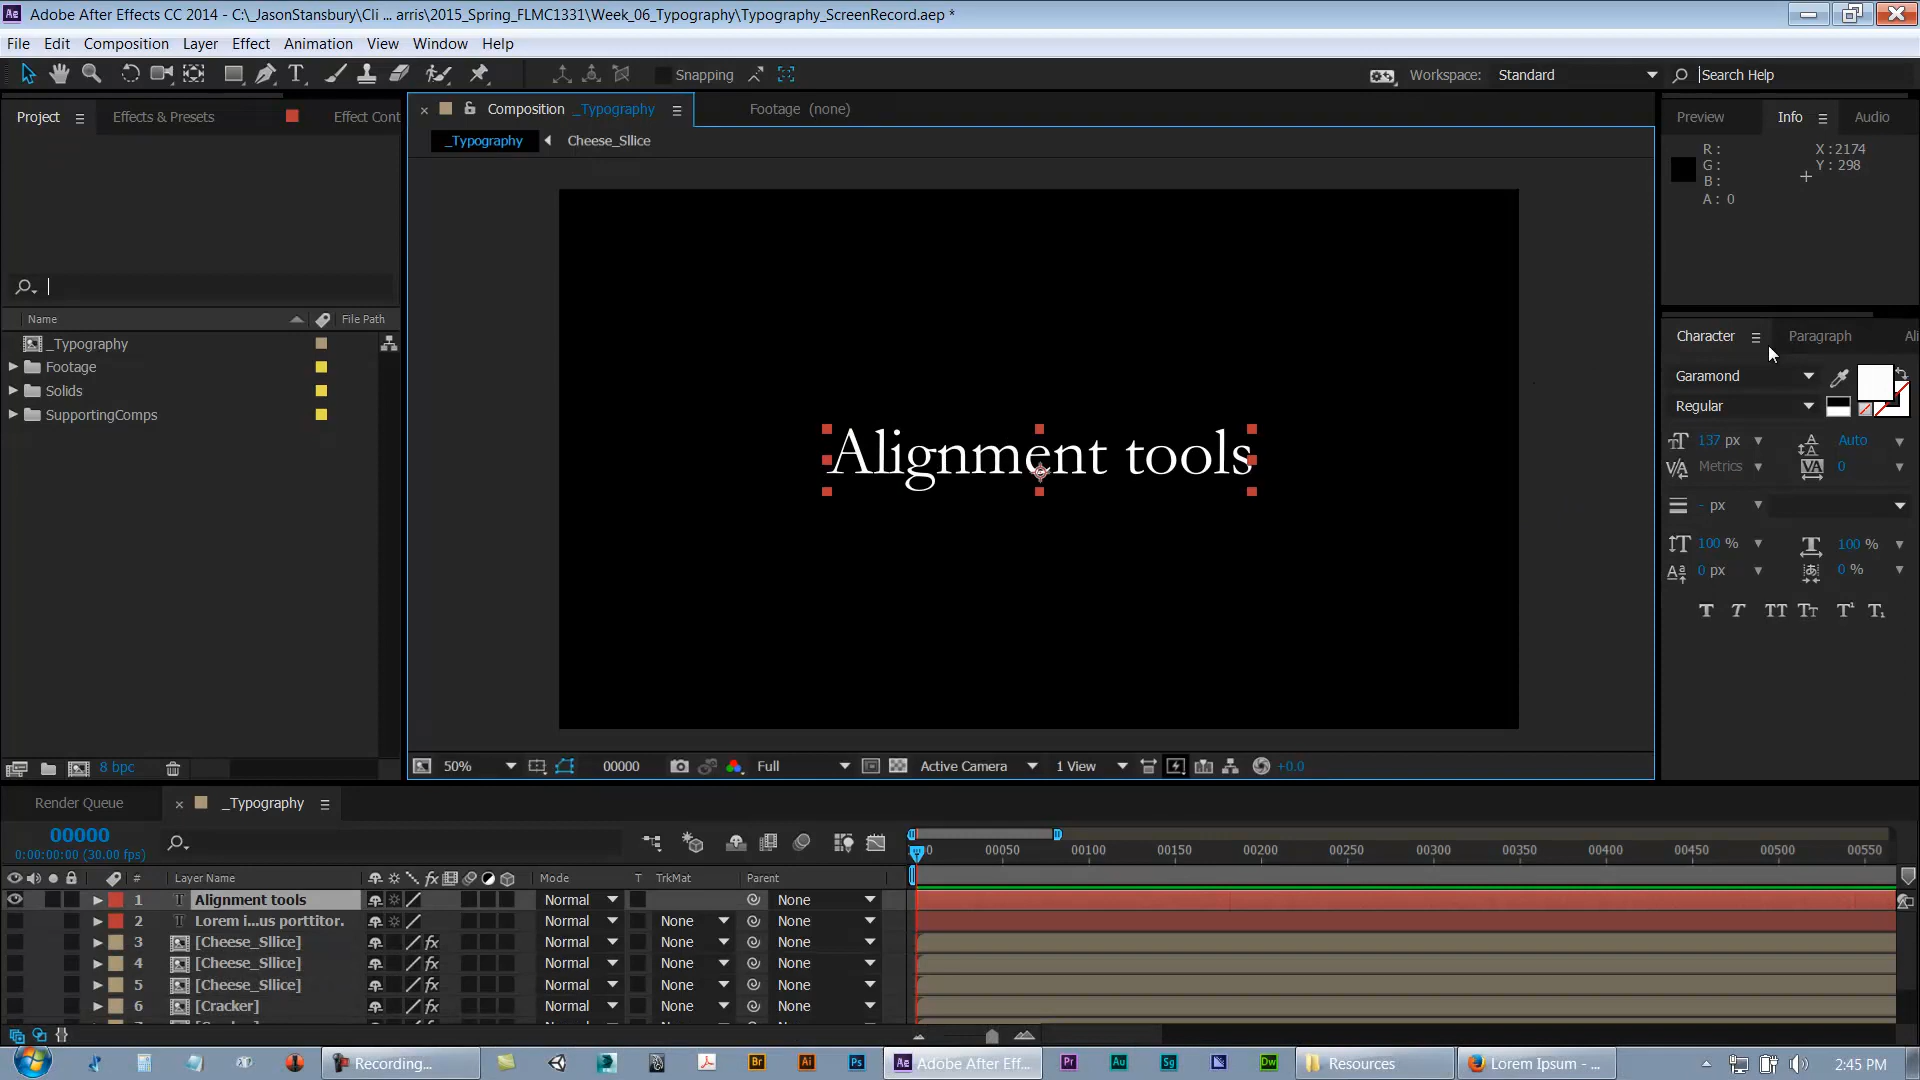 Adobe After Effects CC 2014 - C:\_JasonStansbury\Cli ... arris\2015_Spring_FLMC1331\Week_06_Typography\Typography_ScreenRecord.aep *
File Edit Composition Layer Effect Animation View Window Help
Snapping
Workspace: Standard
Search Help
Project
Effects & Presets
Effect Cont
Composition _Typography
Footage (none)
_Typography
Cheese_Sllice
Preview Info Audio
R :
G :
B :
A : 0
X : 2174
Y : 298
Name
File Path
_Typography
Footage
Solids
SupportingComps
Alignment tools
Character Paragraph Ali
Garamond
Regular
137 px
Auto
Metrics
0
- px
100 %
100 %
0 px
0 %
8 bpc
50%
00000
Full
Active Camera
1 View
+0.0
Render Queue
_Typography
00000
0:00:00:00 (30.00 fps)
00050 00100 00150 00200 00250 00300 00350 00400 00450 00500 00550
# Layer Name Mode T TrkMat Parent
1 Alignment tools Normal None
2 Lorem i...us porttitor. Normal None None
3 [Cheese_Sllice] Normal None None
4 [Cheese_Sllice] Normal None None
5 [Cheese_Sllice] Normal None None
6 [Cracker] Normal None None
Recording...
Adobe After Eff...
Resources
Lorem Ipsum - ...
2:45 PM